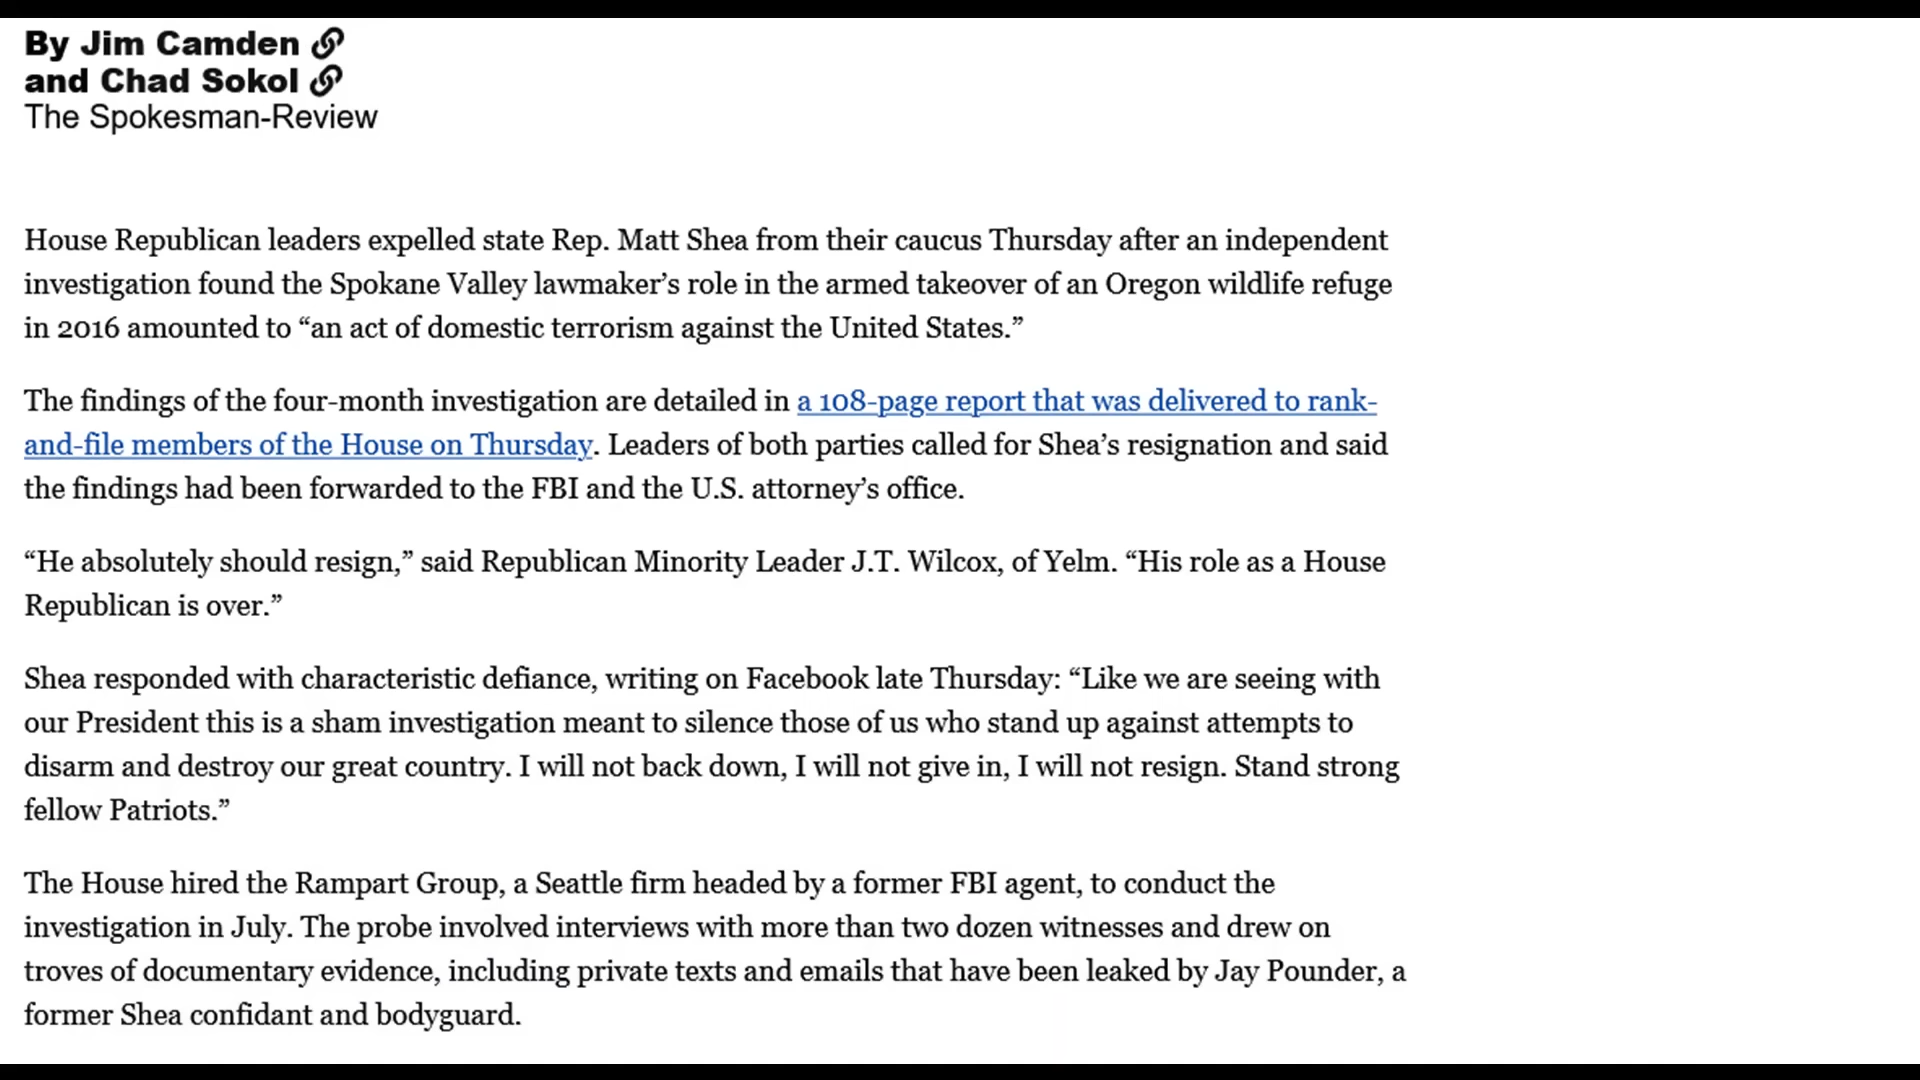 By Jim Camden
and Chad Sokol
The Spokesman-Review
House Republican leaders expelled state Rep. Matt Shea from their caucus Thursday after an independent
investigation found the Spokane Valley lawmaker’s role in the armed takeover of an Oregon wildlife refuge
in 2016 amounted to “an act of domestic terrorism against the United States.”
The findings of the four-month investigation are detailed in a 108-page report that was delivered to rank-
and-file members of the House on Thursday. Leaders of both parties called for Shea’s resignation and said
the findings had been forwarded to the FBI and the U.S. attorney’s office.
“He absolutely should resign,” said Republican Minority Leader J.T. Wilcox, of Yelm. “His role as a House
Republican is over.”
Shea responded with characteristic defiance, writing on Facebook late Thursday: “Like we are seeing with
our President this is a sham investigation meant to silence those of us who stand up against attempts to
disarm and destroy our great country. I will not back down, I will not give in, I will not resign. Stand strong
fellow Patriots.”
The House hired the Rampart Group, a Seattle firm headed by a former FBI agent, to conduct the
investigation in July. The probe involved interviews with more than two dozen witnesses and drew on
troves of documentary evidence, including private texts and emails that have been leaked by Jay Pounder, a
former Shea confidant and bodyguard.